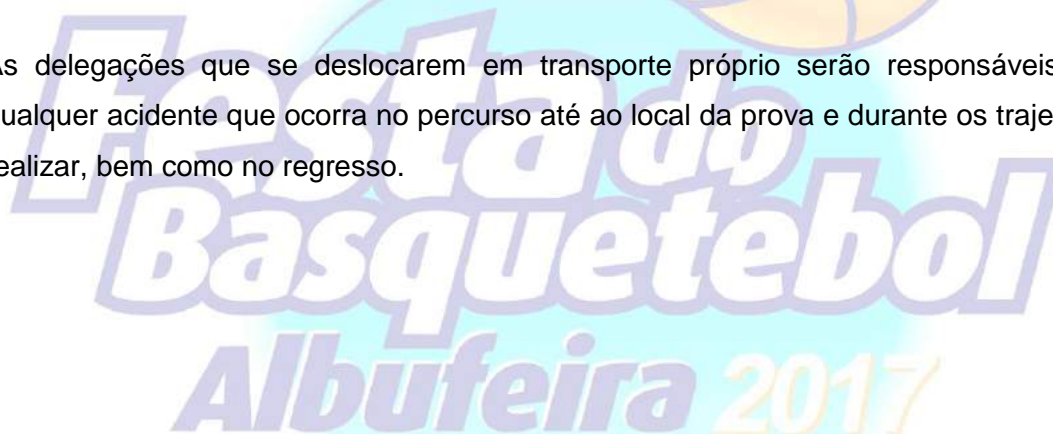 As delegações que se deslocarem em transporte próprio serão responsáveis
qualquer acidente que ocorra no percurso até ao local da prova e durante os
realizar, bem como no regresso.
Festa do
Basquetebol
Albufeira 2017